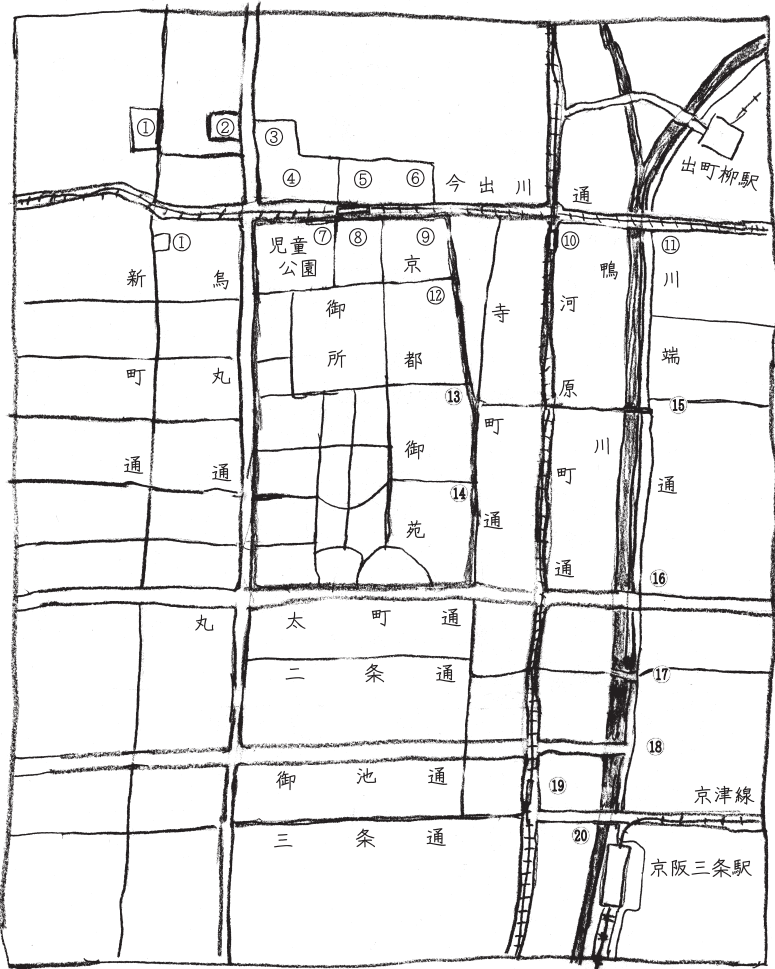 ①
②
③
④
⑤
⑥
今出川通
出町柳駅
①
児童
公園
⑦
⑧
⑨
⑩
⑪
⑫
⑬
⑭
⑮
⑯
⑰
⑱
⑲
⑳
新町通
烏丸通
御所
京都御苑
寺町通
河原町通
鴨川
川端通
丸太町通
二条通
御池通
京津線
三条通
京阪三条駅